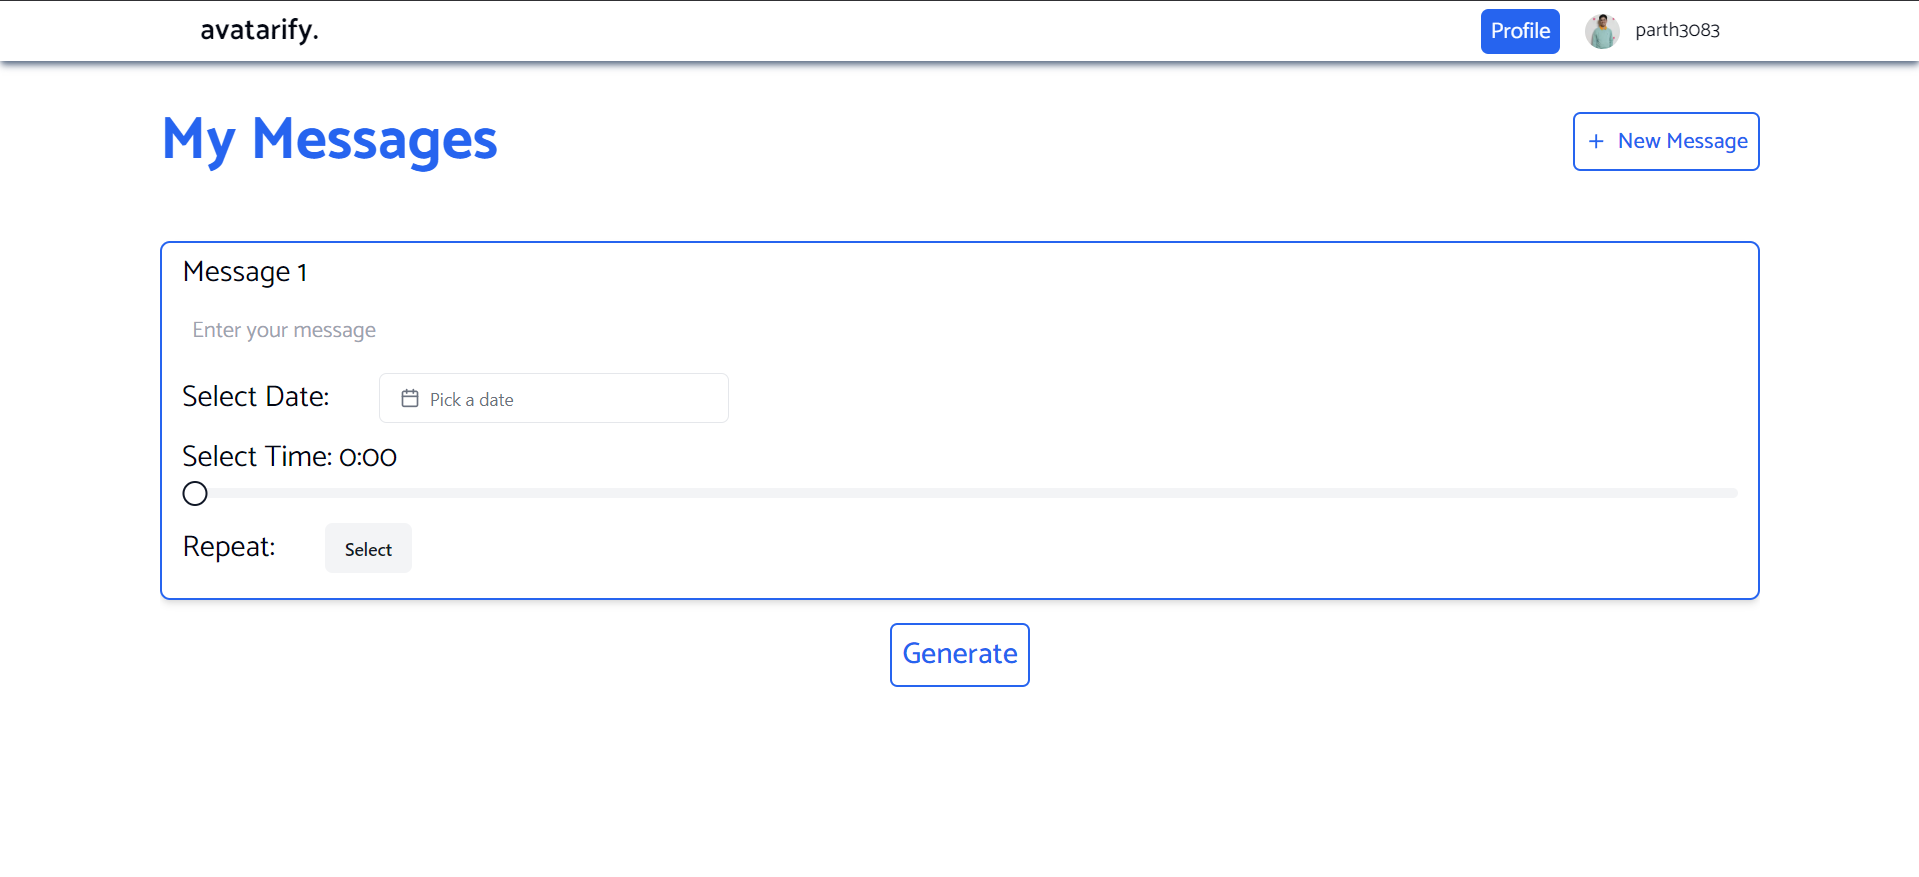 avatarify.
Profile
parth3083
My Messages
+ New Message
Message 1
Enter your message
Select Date:
Pick a date
Select Time: 0:00
Repeat:
Select
Generate